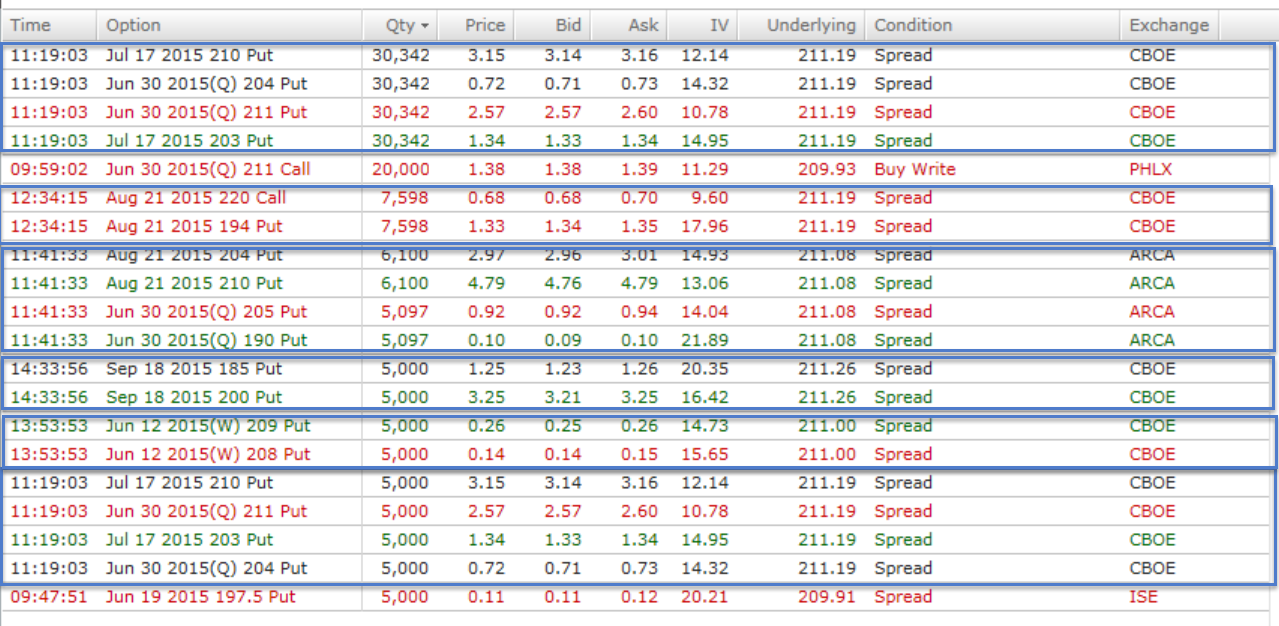 Time Option Qty Price Bid Ask IV Underlying Condition Exchange
11:19:03 Jul 17 2015 210 Put 30,342 3.15 3.14 3.16 12.14 211.19 Spread CBOE
11:19:03 Jun 30 2015(Q) 204 Put 30,342 0.72 0.71 0.73 14.32 211.19 Spread CBOE
11:19:03 Jun 30 2015(Q) 211 Put 30,342 2.57 2.57 2.60 10.78 211.19 Spread CBOE
11:19:03 Jul 17 2015 203 Put 30,342 1.34 1.33 1.34 14.95 211.19 Spread CBOE
09:59:02 Jun 30 2015(Q) 211 Call 20,000 1.38 1.38 1.39 11.29 209.93 Buy Write PHLX
12:34:15 Aug 21 2015 220 Call 7,598 0.68 0.68 0.70 9.60 211.19 Spread CBOE
12:34:15 Aug 21 2015 194 Put 7,598 1.33 1.34 1.35 17.96 211.19 Spread CBOE
11:41:33 Aug 21 2015 204 Put 6,100 2.97 2.96 3.01 14.93 211.08 Spread ARCA
11:41:33 Aug 21 2015 210 Put 6,100 4.79 4.76 4.79 13.06 211.08 Spread ARCA
11:41:33 Jun 30 2015(Q) 205 Put 5,097 0.92 0.92 0.94 14.04 211.08 Spread ARCA
11:41:33 Jun 30 2015(Q) 190 Put 5,097 0.10 0.09 0.10 21.89 211.08 Spread ARCA
14:33:56 Sep 18 2015 185 Put 5,000 1.25 1.23 1.26 20.35 211.26 Spread CBOE
14:33:56 Sep 18 2015 200 Put 5,000 3.25 3.21 3.25 16.42 211.26 Spread CBOE
13:53:53 Jun 12 2015(W) 209 Put 5,000 0.26 0.25 0.26 14.73 211.00 Spread CBOE
13:53:53 Jun 12 2015(W) 208 Put 5,000 0.14 0.14 0.15 15.65 211.00 Spread CBOE
11:19:03 Jul 17 2015 210 Put 5,000 3.15 3.14 3.16 12.14 211.19 Spread CBOE
11:19:03 Jun 30 2015(Q) 211 Put 5,000 2.57 2.57 2.60 10.78 211.19 Spread CBOE
11:19:03 Jul 17 2015 203 Put 5,000 1.34 1.33 1.34 14.95 211.19 Spread CBOE
11:19:03 Jun 30 2015(Q) 204 Put 5,000 0.72 0.71 0.73 14.32 211.19 Spread CBOE
09:47:51 Jun 19 2015 197.5 Put 5,000 0.11 0.11 0.12 20.21 209.91 Spread ISE